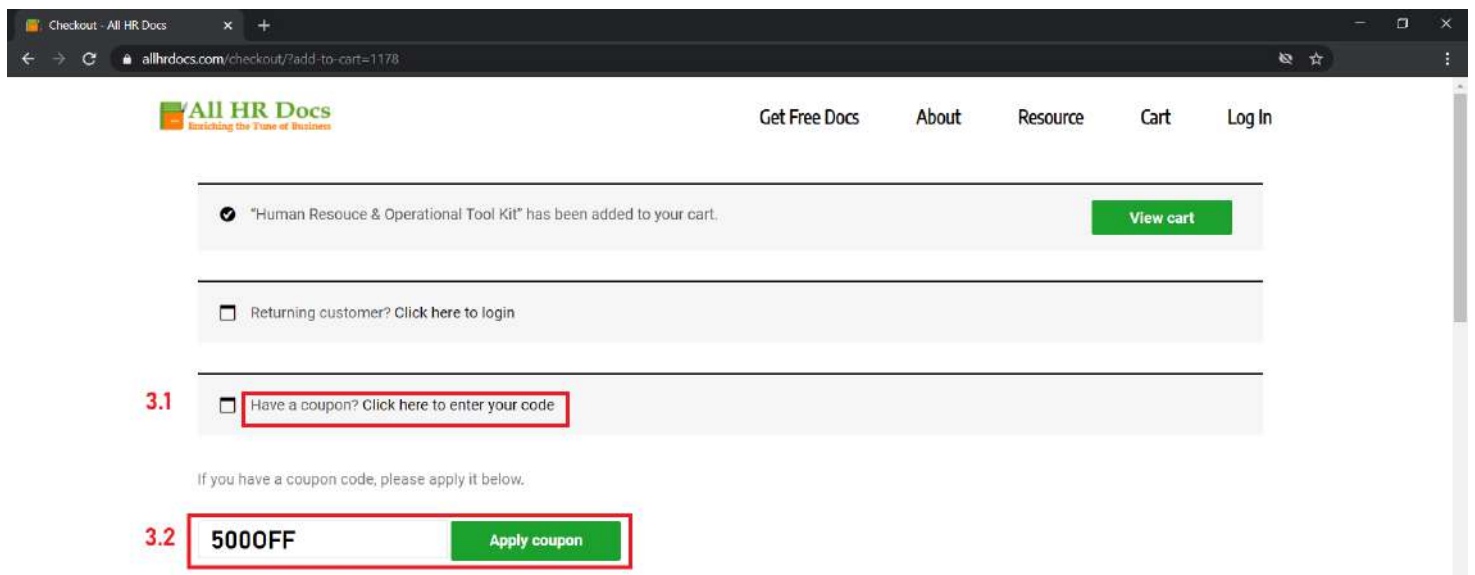 Checkout - All HR Docs
allhrdocs.com/checkout/?add-to-cart=1178
All HR Docs
Enriching the Tune of Business
Get Free Docs About Resource Cart Log In
"Human Resouce & Operational Tool Kit" has been added to your cart.
View cart
Returning customer? Click here to login
3.1 Have a coupon? Click here to enter your code
If you have a coupon code, please apply it below.
3.2 500OFF Apply coupon